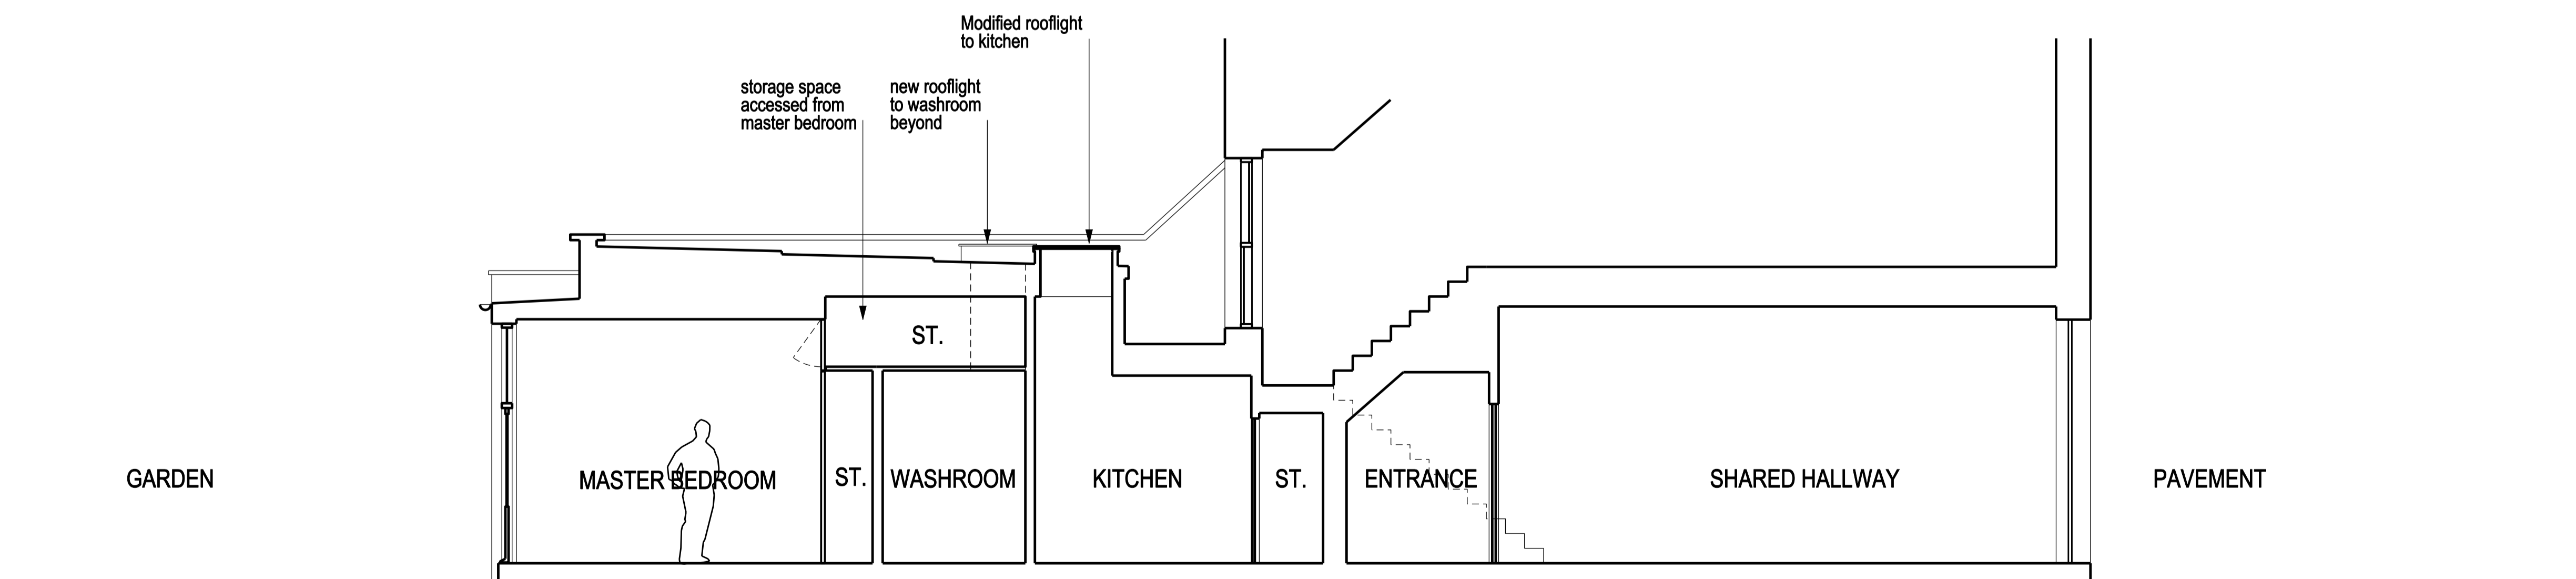 Modified rooflight
to kitchen
storage space
accessed from
master bedroom
new rooflight
to washroom
beyond
ST.
GARDEN
MASTER BEDROOM
ST.
WASHROOM
KITCHEN
ST.
ENTRANCE
SHARED HALLWAY
PAVEMENT